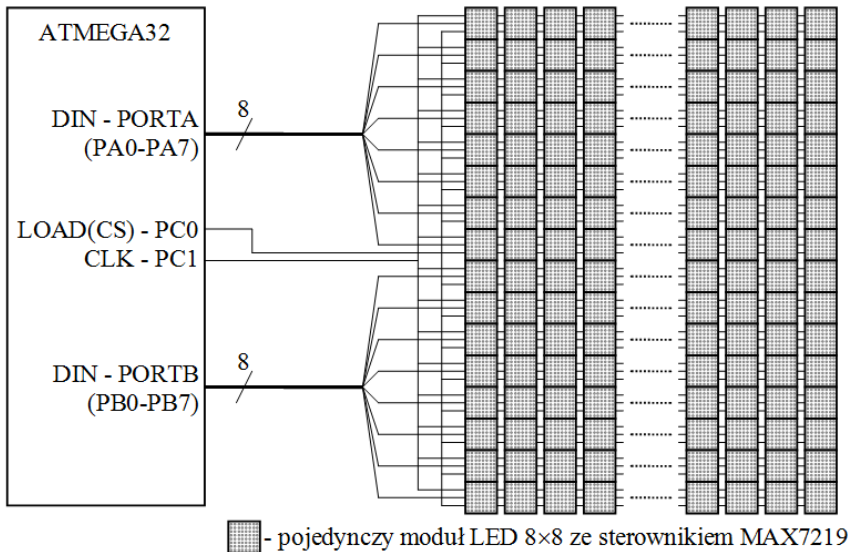 ATMEGA32
DIN - PORTA
(PA0-PA7)
8
LOAD(CS) - PC0
CLK - PC1
DIN - PORTB
(PB0-PB7)
8
- pojedynczy moduł LED 8×8 ze sterownikiem MAX7219